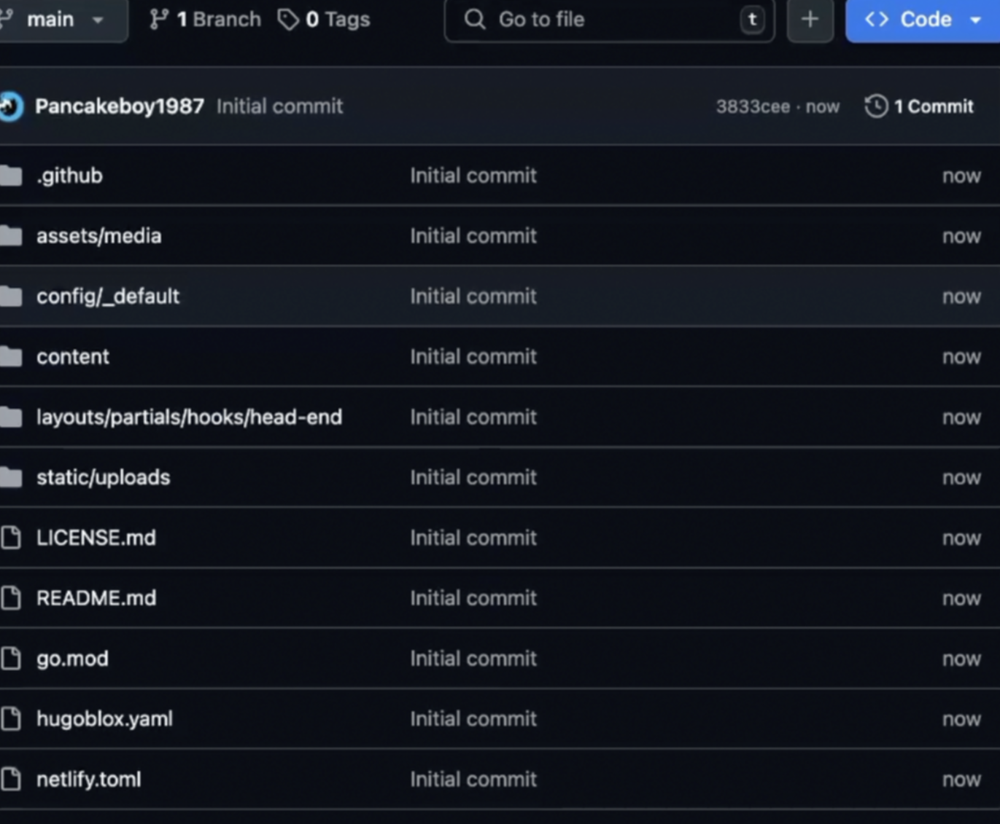 main 1 Branch 0 Tags Go to file t + <> Code
Pancakeboy1987 Initial commit 3833cee · now 1 Commit
.github Initial commit now
assets/media Initial commit now
config/_default Initial commit now
content Initial commit now
layouts/partials/hooks/head-end Initial commit now
static/uploads Initial commit now
LICENSE.md Initial commit now
README.md Initial commit now
go.mod Initial commit now
hugoblox.yaml Initial commit now
netlify.toml Initial commit now